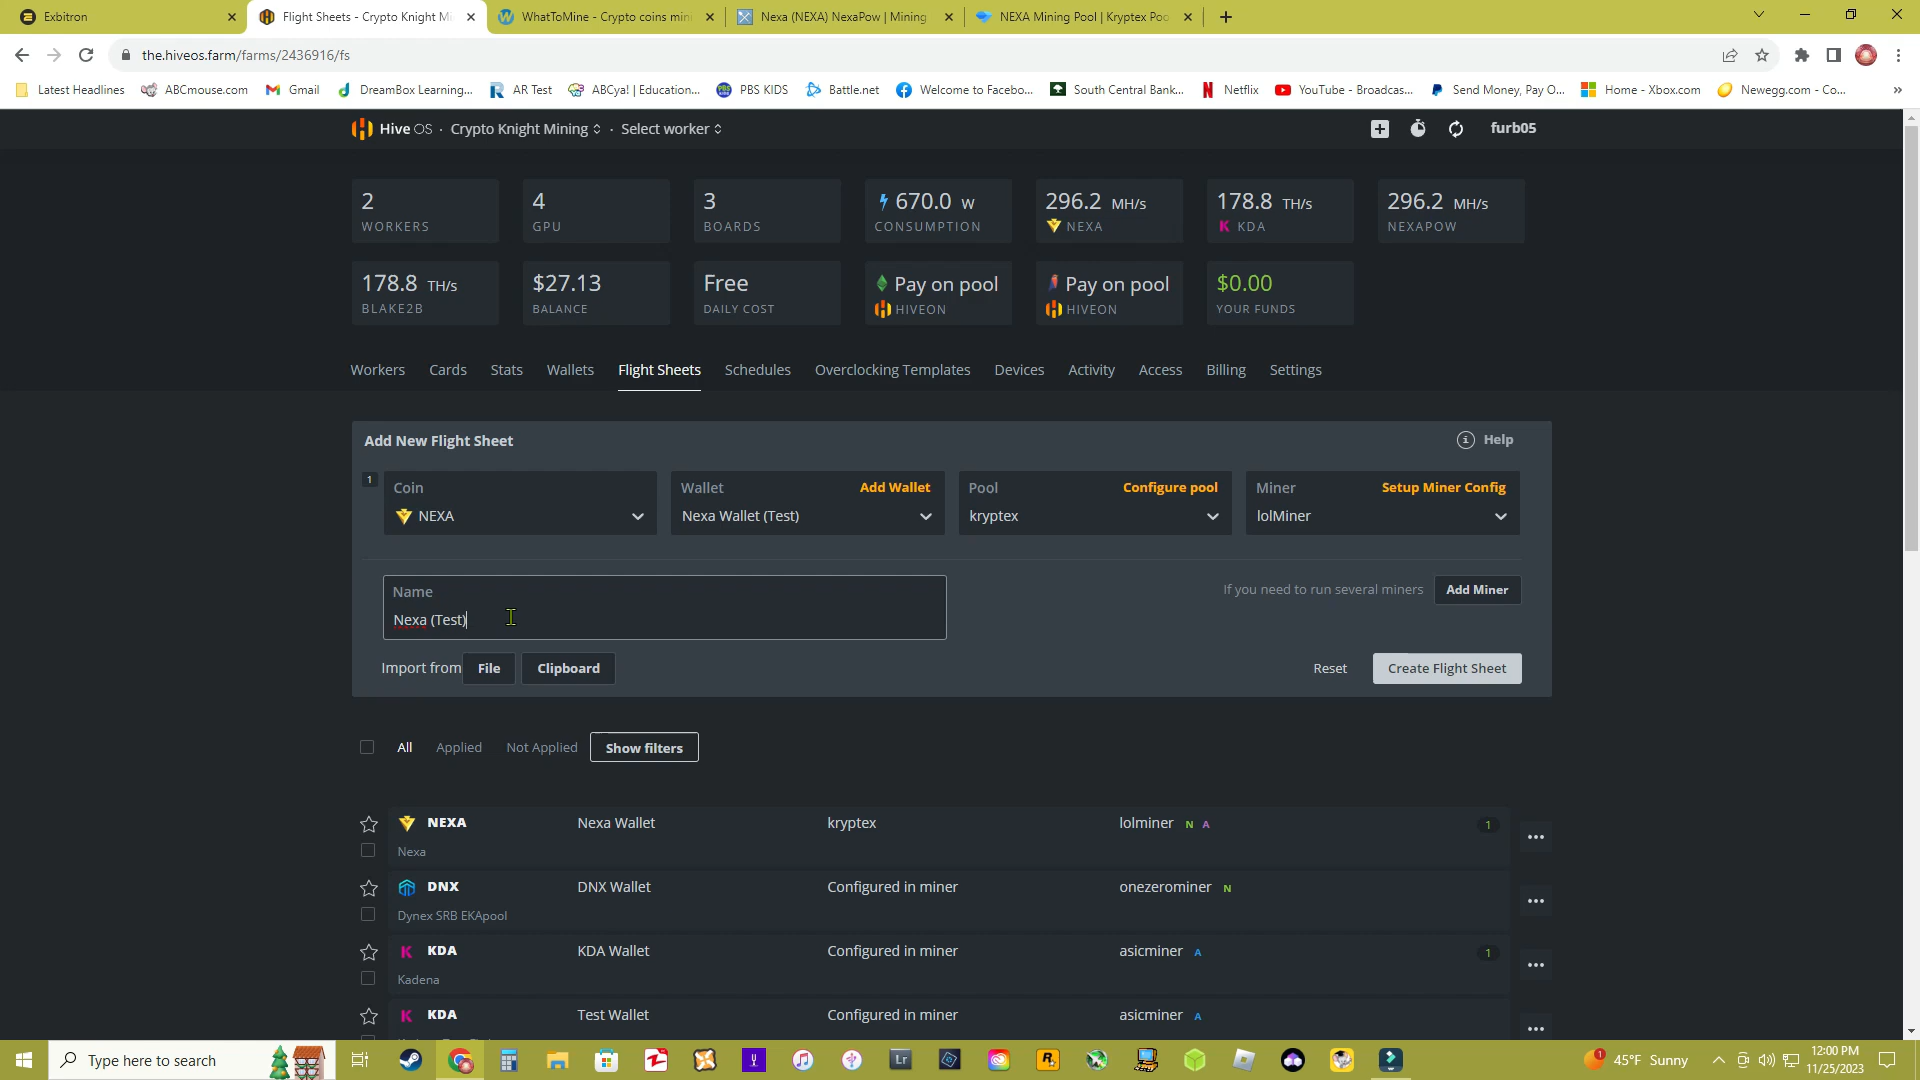 Exbitron
Flight Sheets - Crypto Knight Mi
WhatToMine - Crypto coins min
Nexa (NEXA) NexaPow | Mining
NEXA Mining Pool | Kryptex Poo
the.hiveos.farm/farms/2436916/fs
Latest Headlines
ABCmouse.com
Gmail
DreamBox Learning...
AR Test
ABCya! | Education...
PBS KIDS
Battle.net
Welcome to Facebo...
South Central Bank...
Netflix
YouTube - Broadcas...
Send Money, Pay O...
Home - Xbox.com
Newegg.com - Co...
»
Hive OS · Crypto Knight Mining · Select worker
furb05
2
WORKERS
4
GPU
3
BOARDS
670.0 W
CONSUMPTION
296.2 MH/s
NEXA
178.8 TH/s
KDA
296.2 MH/s
NEXAPOW
178.8 TH/s
BLAKE2B
$27.13
BALANCE
Free
DAILY COST
Pay on pool
HIVEON
Pay on pool
HIVEON
$0.00
YOUR FUNDS
Workers Cards Stats Wallets Flight Sheets Schedules Overclocking Templates Devices Activity Access Billing Settings
Add New Flight Sheet
Help
1
Coin
NEXA
Wallet Add Wallet
Nexa Wallet (Test)
Pool Configure pool
kryptex
Miner Setup Miner Config
lolMiner
Name
Nexa (Test)
If you need to run several miners Add Miner
Import from File Clipboard
Reset Create Flight Sheet
All Applied Not Applied Show filters
NEXA Nexa Wallet kryptex lolminer N A 1
Nexa
DNX DNX Wallet Configured in miner onezerominer N
Dynex SRB EKApool
KDA KDA Wallet Configured in miner asicminer A 1
Kadena
KDA Test Wallet Configured in miner asicminer A
Type here to search
Lr
1
45°F Sunny
12:00 PM
11/25/2023